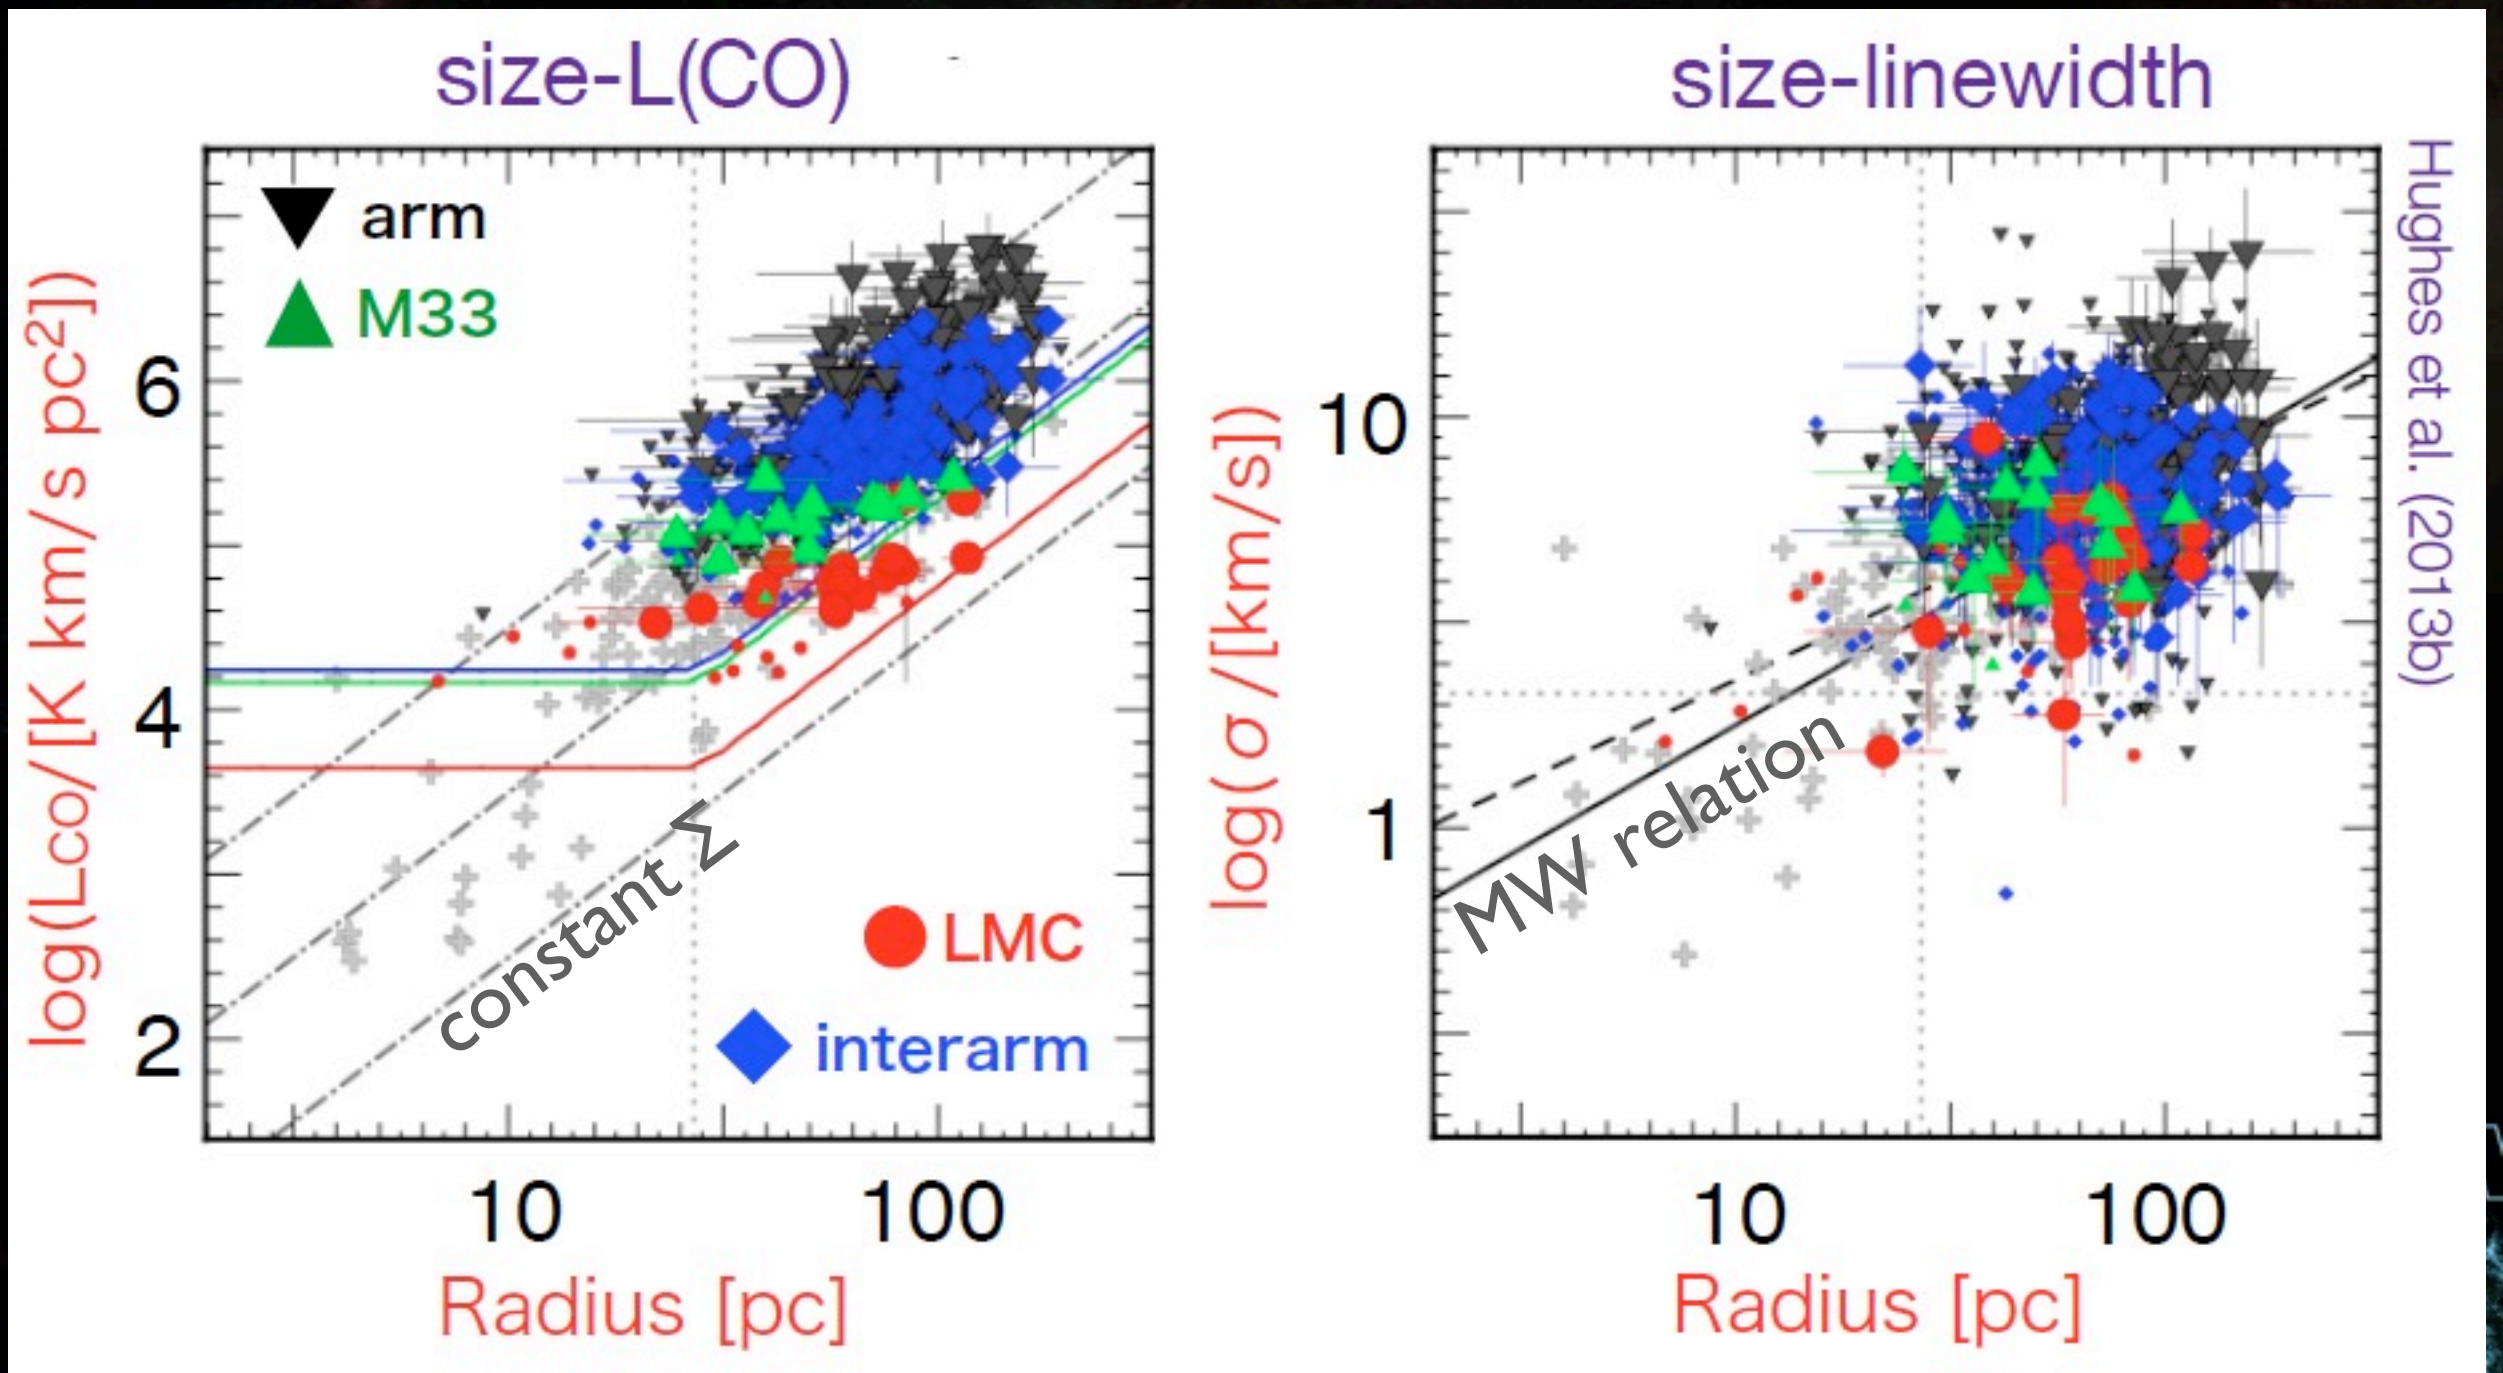 size-L(CO)
size-linewidth
arm
M33
LMC
interarm
constant Σ
log(Lco/[K km/s pc²])
6
4
2
10
100
Radius [pc]
MW relation
log(σ/[km/s])
10
1
10
100
Radius [pc]
Hughes et al. (2013b)